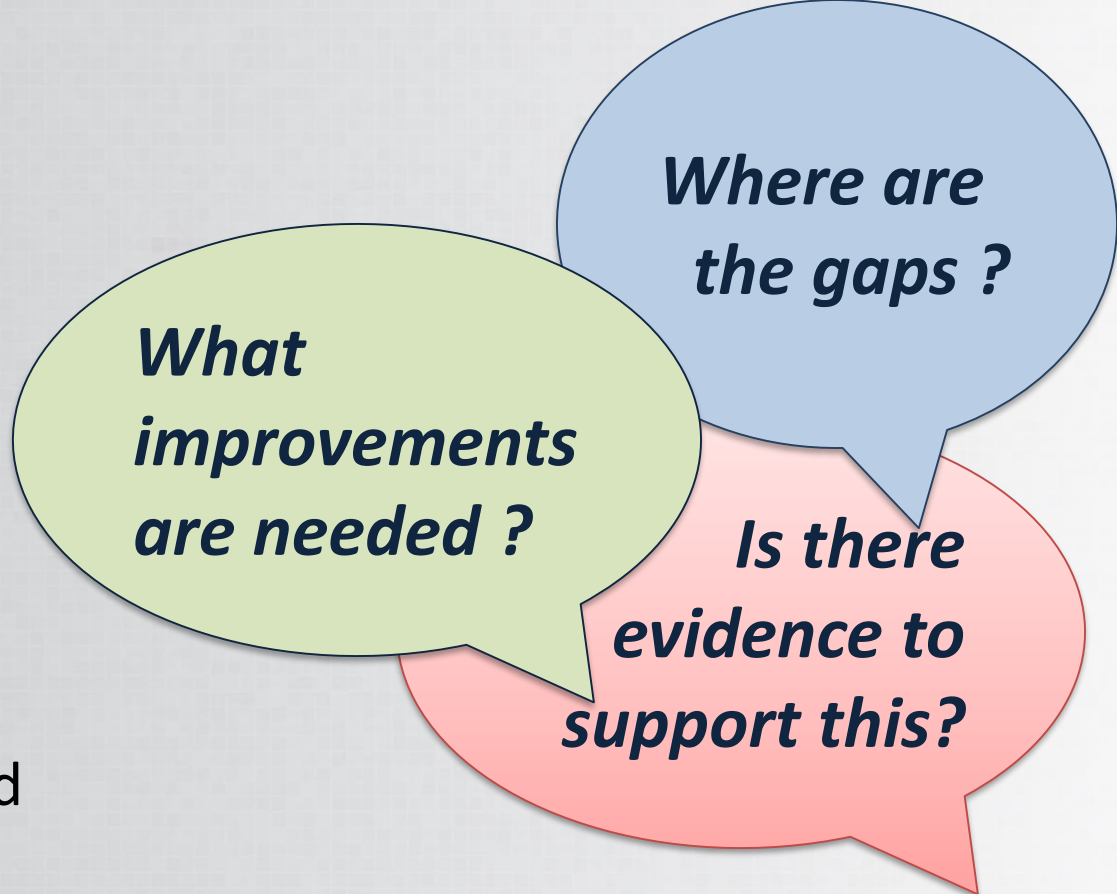 Where are
the gaps ?
What
improvements
are needed ?
Is there
evidence to
support this?
d